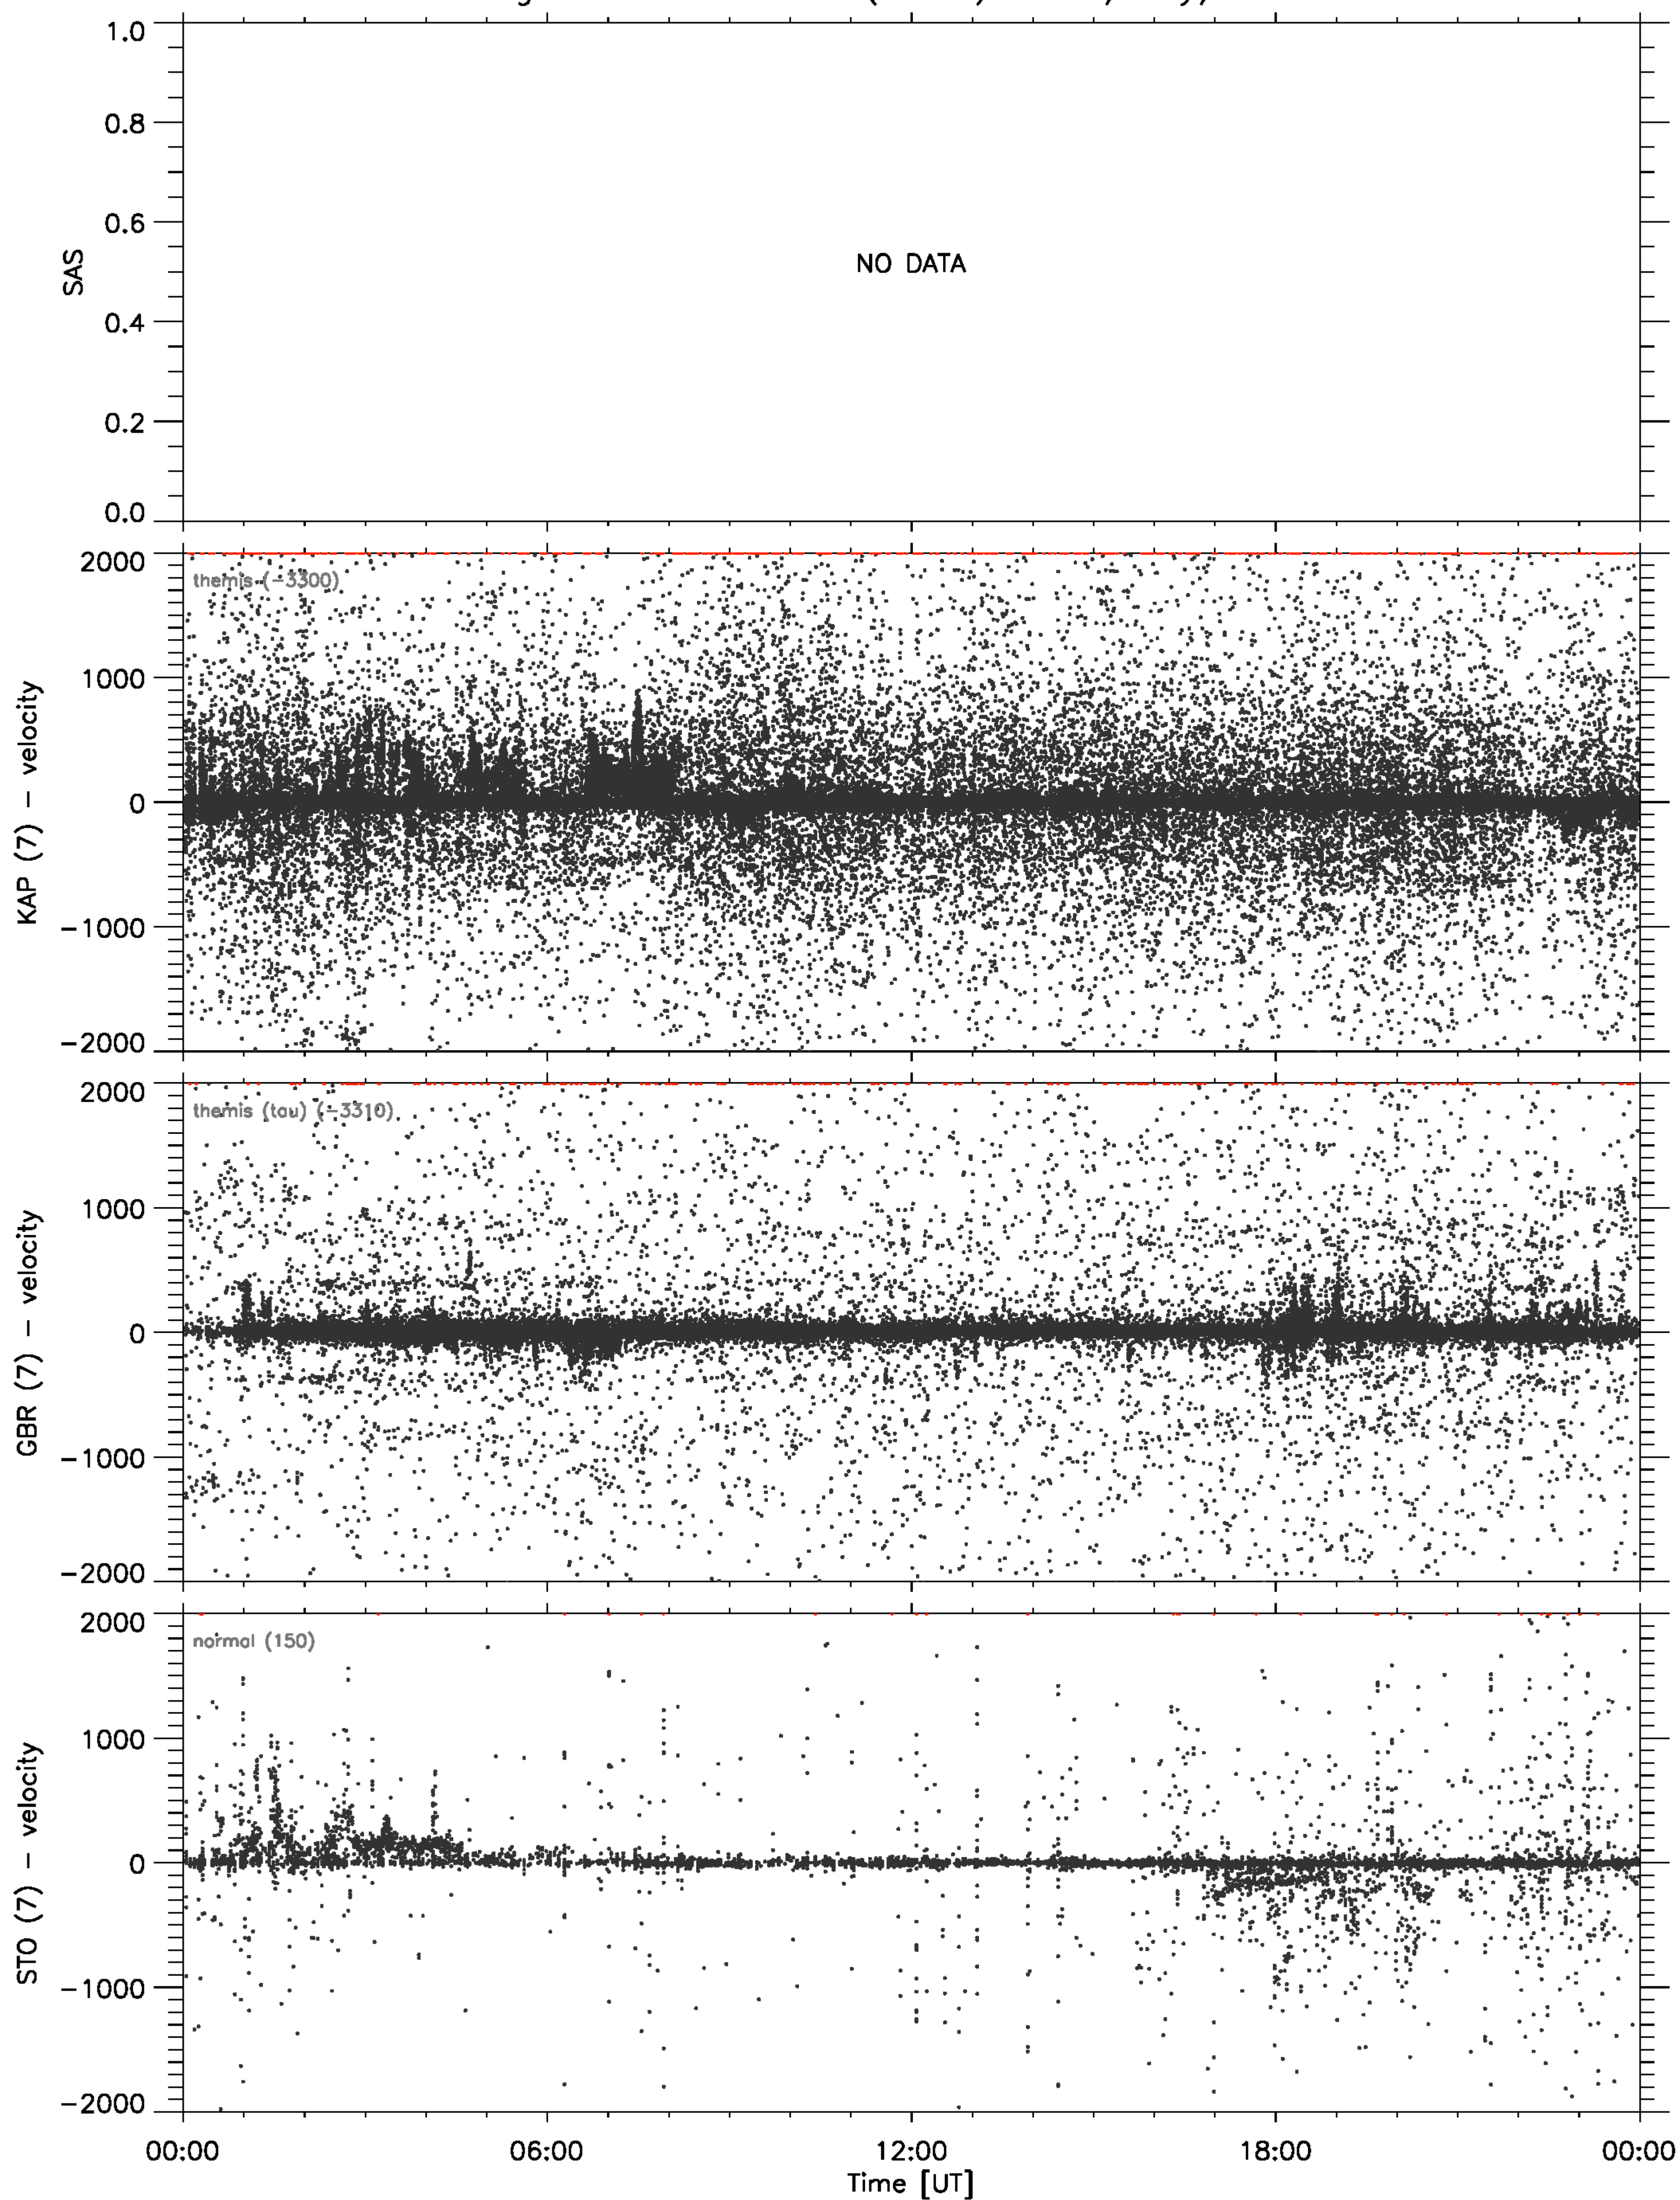 1.0
0.8
0.6
0.4
0.2
0.0
SAS
NO DATA
2000
1000
0
−1000
−2000
KAP (7) − velocity
themis (−3300)
2000
1000
0
−1000
−2000
GBR (7) − velocity
themis (tau) (−3310)
2000
1000
0
−1000
−2000
STO (7) − velocity
normal (150)
00:00 06:00 12:00 18:00 00:00
Time [UT]